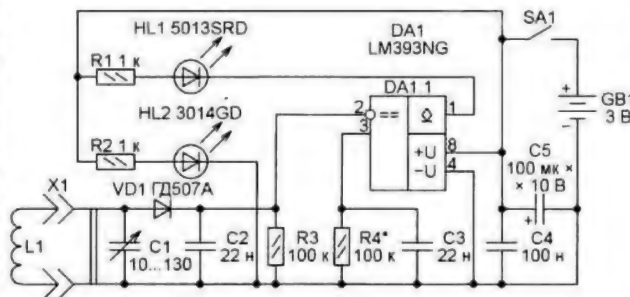 HL1 5013SRD
DA1
LM393NG
SA1
R1 1 к
DA1.1
2
==
1
3
+
GB1
3 В
−
HL2 3014GD
R2 1 к
8
+U
4
−U
C5
100 мк ×
× 10 В
X1
VD1 ГД507А
L1
C1
10...130
C2
22 н
R3
100 к
R4*
100 к
C3
22 н
+
C4
100 н